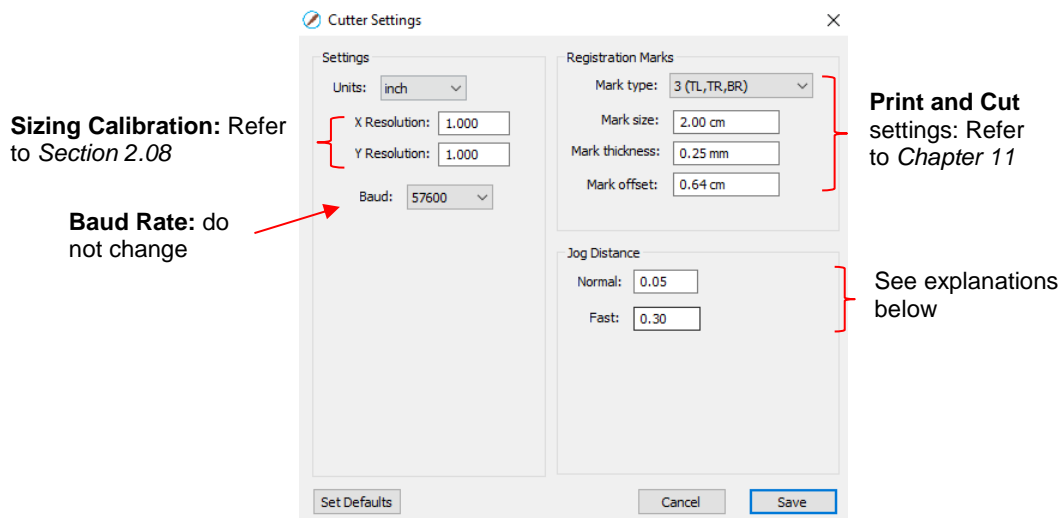 Cutter Settings
Settings
Units: inch
X Resolution: 1.000
Y Resolution: 1.000
Baud: 57600
Registration Marks
Mark type: 3 (TL,TR,BR)
Mark size: 2.00 cm
Mark thickness: 0.25 mm
Mark offset: 0.64 cm
Jog Distance
Normal: 0.05
Fast: 0.30
Set Defaults
Cancel
Save
Sizing Calibration: Refer
to Section 2.08
Baud Rate: do
not change
Print and Cut
settings: Refer
to Chapter 11
See explanations
below